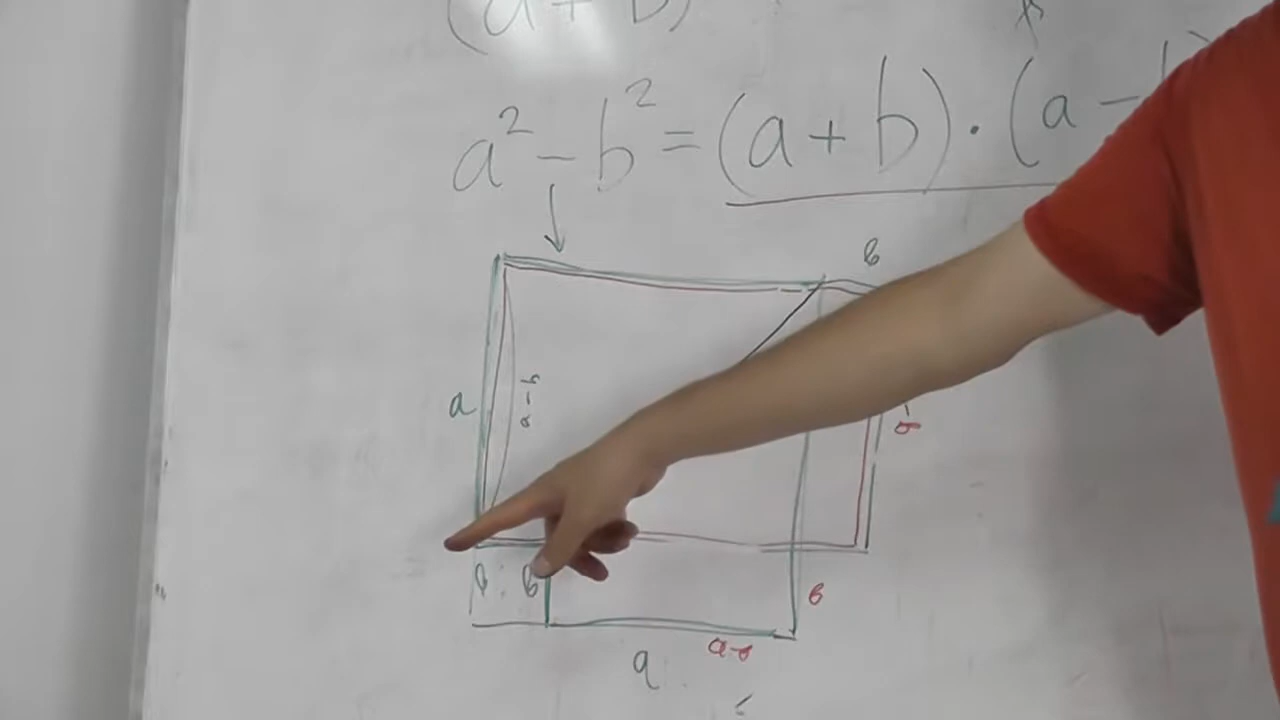 (a + b)
a² - b² = (a + b) · (a -
b
a
a - b
b
b
b
a-b
a